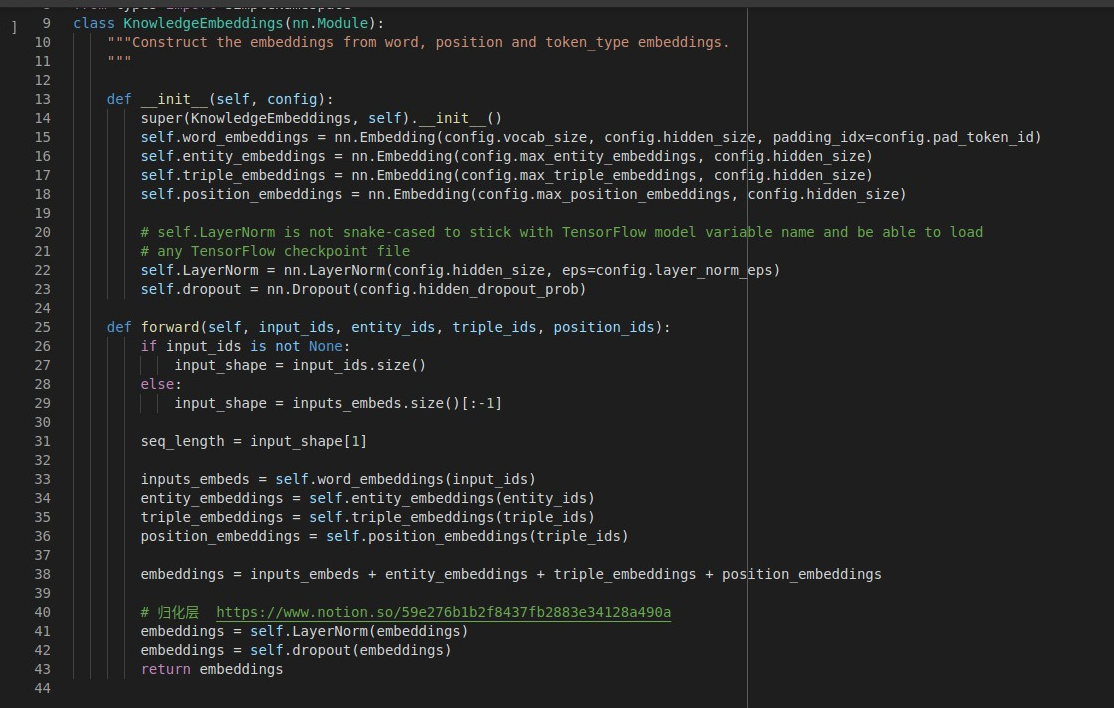 ]
9 class KnowledgeEmbeddings(nn.Module):
10 """Construct the embeddings from word, position and token_type embeddings.
11 """
12
13 def __init__(self, config):
14 super(KnowledgeEmbeddings, self).__init__()
15 self.word_embeddings = nn.Embedding(config.vocab_size, config.hidden_size, padding_idx=config.pad_token_id)
16 self.entity_embeddings = nn.Embedding(config.max_entity_embeddings, config.hidden_size)
17 self.triple_embeddings = nn.Embedding(config.max_triple_embeddings, config.hidden_size)
18 self.position_embeddings = nn.Embedding(config.max_position_embeddings, config.hidden_size)
19
20 # self.LayerNorm is not snake-cased to stick with TensorFlow model variable name and be able to load
21 # any TensorFlow checkpoint file
22 self.LayerNorm = nn.LayerNorm(config.hidden_size, eps=config.layer_norm_eps)
23 self.dropout = nn.Dropout(config.hidden_dropout_prob)
24
25 def forward(self, input_ids, entity_ids, triple_ids, position_ids):
26 if input_ids is not None:
27 input_shape = input_ids.size()
28 else:
29 input_shape = inputs_embeds.size()[:-1]
30
31 seq_length = input_shape[1]
32
33 inputs_embeds = self.word_embeddings(input_ids)
34 entity_embeddings = self.entity_embeddings(entity_ids)
35 triple_embeddings = self.triple_embeddings(triple_ids)
36 position_embeddings = self.position_embeddings(triple_ids)
37
38 embeddings = inputs_embeds + entity_embeddings + triple_embeddings + position_embeddings
39
40 # 归化层 https://www.notion.so/59e276b1b2f8437fb2883e34128a490a
41 embeddings = self.LayerNorm(embeddings)
42 embeddings = self.dropout(embeddings)
43 return embeddings
44